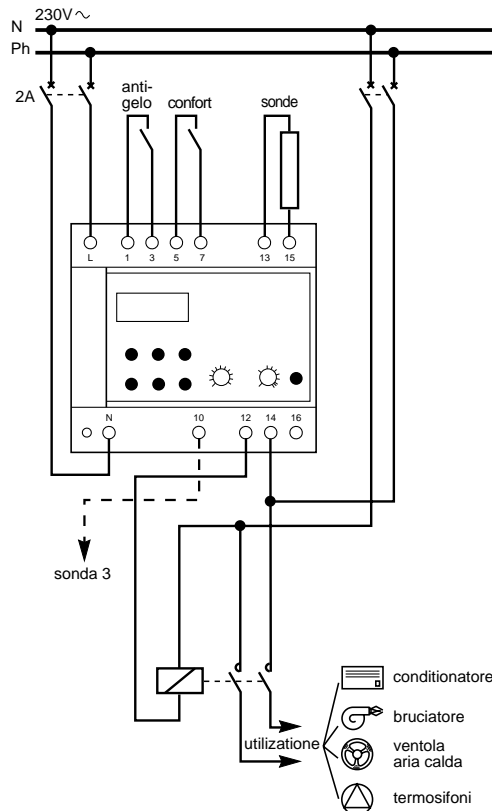 230V∼
N
Ph
2A
anti-
gelo
confort
sonde
L 1 3 5 7 13 15
N 10 12 14 16
sonda 3
utilizatione
conditionatore
bruciatore
ventola
aria calda
termosifoni